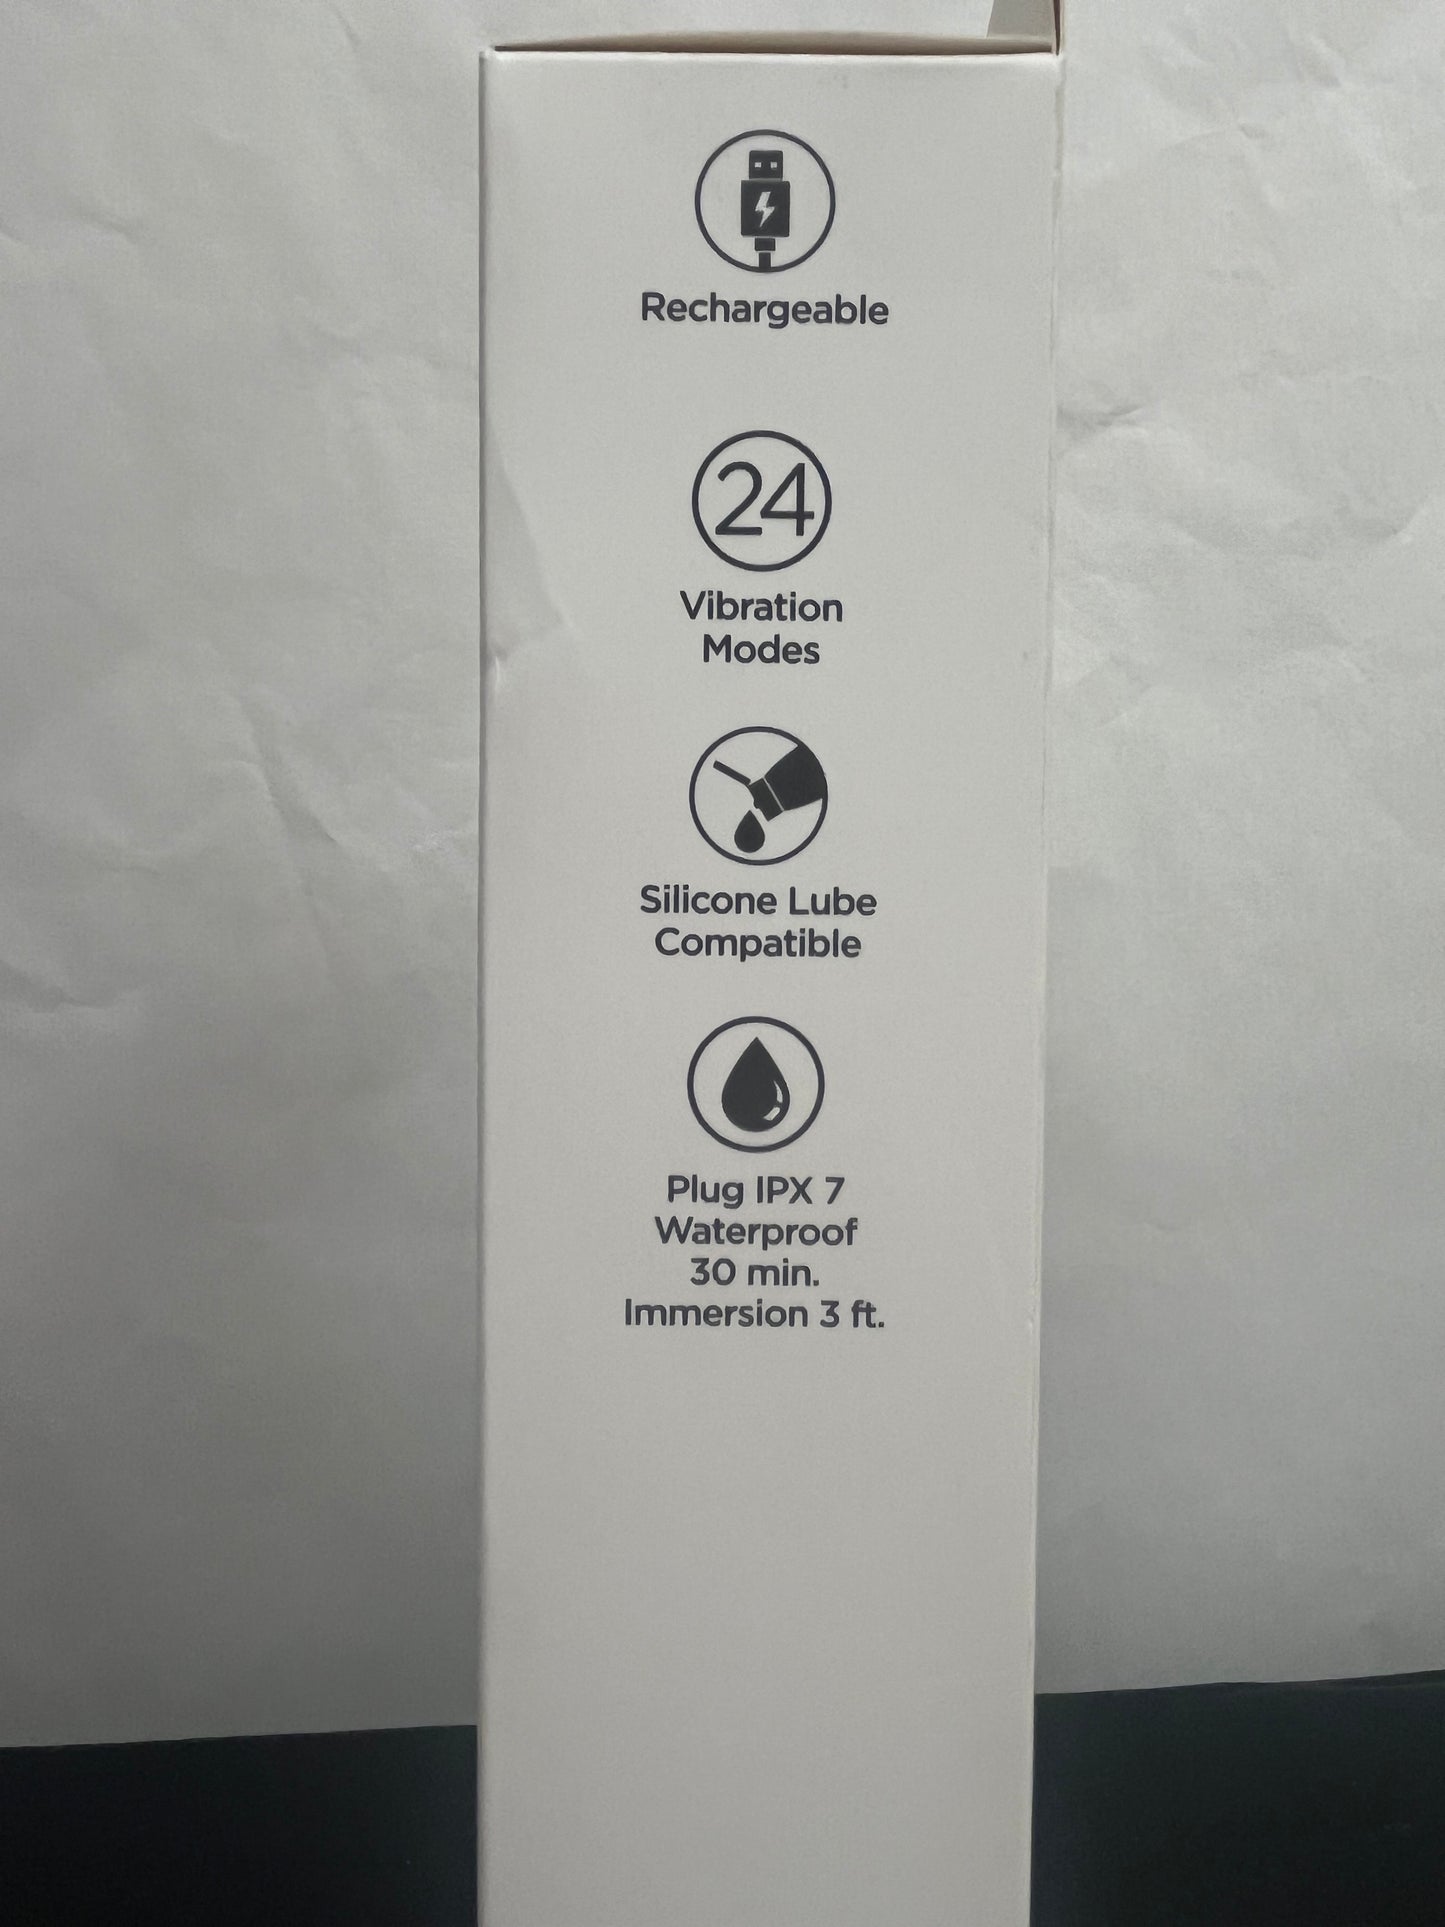 Rechargeable
24
Vibration
Modes
Silicone Lube
Compatible
Plug IPX 7
Waterproof
30 min.
Immersion 3 ft.